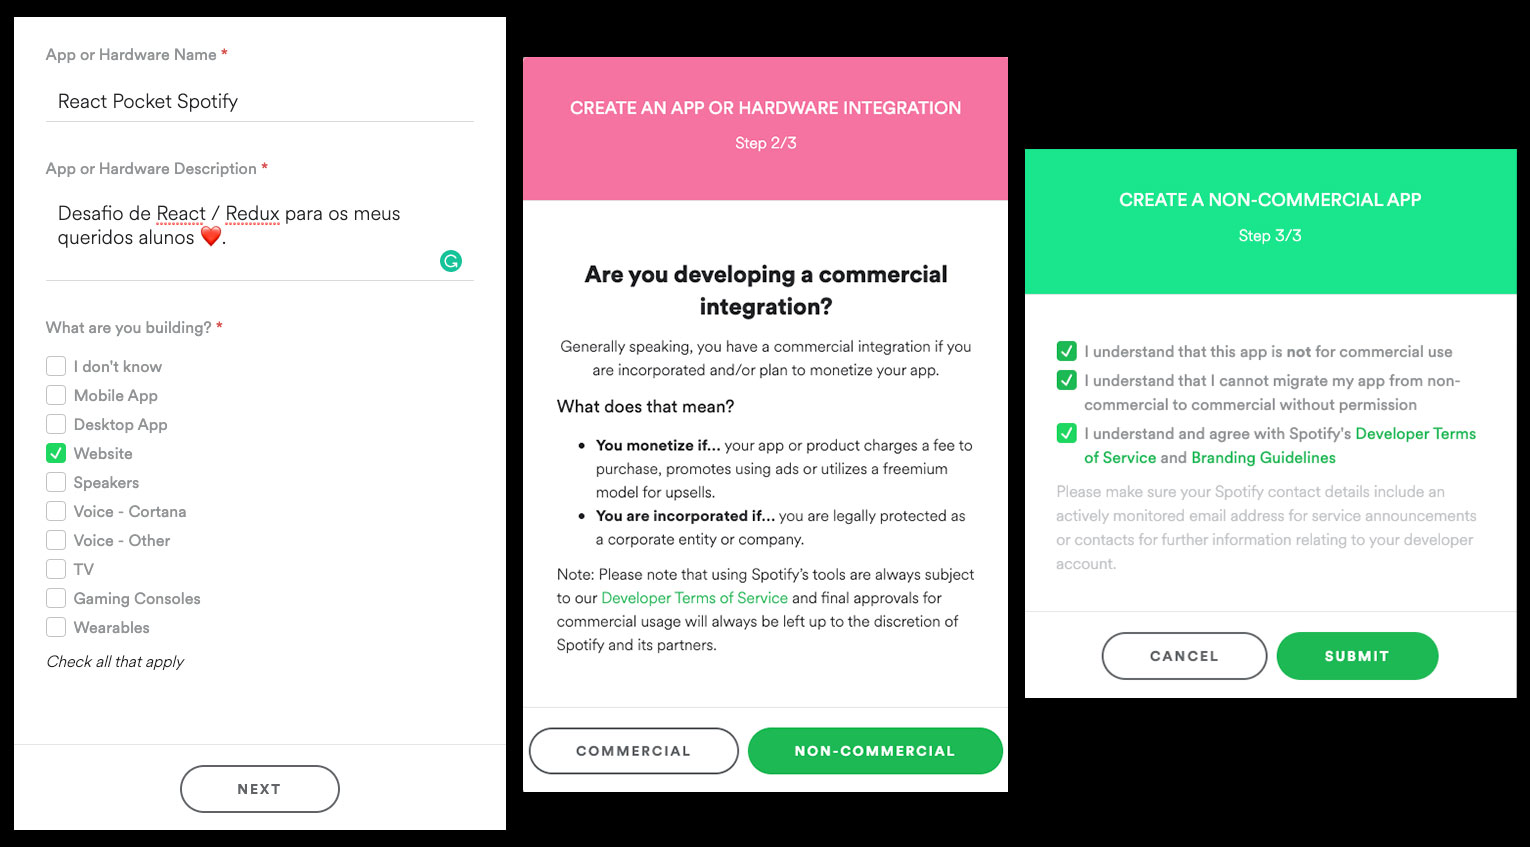 App or Hardware Name *
React Pocket Spotify
App or Hardware Description *
Desafio de React / Redux para os meus
queridos alunos ❤️.
What are you building? *
I don't know
Mobile App
Desktop App
Website
Speakers
Voice - Cortana
Voice - Other
TV
Gaming Consoles
Wearables
Check all that apply
NEXT
CREATE AN APP OR HARDWARE INTEGRATION
Step 2/3
Are you developing a commercial
integration?
Generally speaking, you have a commercial integration if you
are incorporated and/or plan to monetize your app.
What does that mean?
• You monetize if... your app or product charges a fee to
purchase, promotes using ads or utilizes a freemium
model for upsells.
• You are incorporated if... you are legally protected as
a corporate entity or company.
Note: Please note that using Spotify's tools are always subject
to our Developer Terms of Service and final approvals for
commercial usage will always be left up to the discretion of
Spotify and its partners.
COMMERCIAL
NON-COMMERCIAL
CREATE A NON-COMMERCIAL APP
Step 3/3
I understand that this app is not for commercial use
I understand that I cannot migrate my app from non-
commercial to commercial without permission
I understand and agree with Spotify's Developer Terms
of Service and Branding Guidelines
Please make sure your Spotify contact details include an
actively monitored email address for service announcements
or contacts for further information relating to your developer
account.
CANCEL
SUBMIT